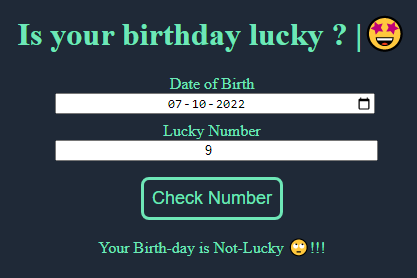 Is your birthday lucky ? |🤩
Date of Birth
07-10-2022
Lucky Number
9
Check Number
Your Birth-day is Not-Lucky 🙄!!!